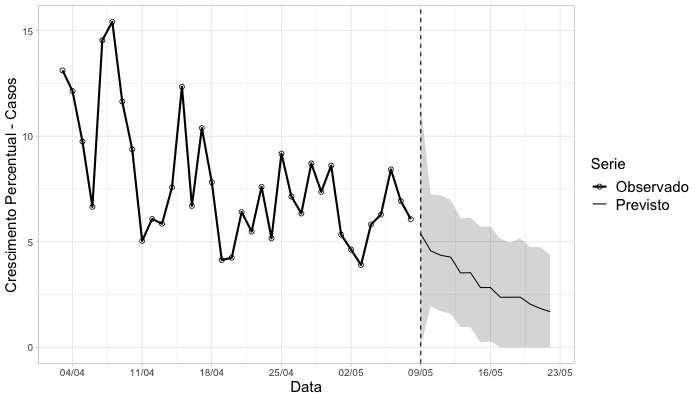 Crescimento Percentual - Casos
15
10
5
0
04/04
11/04
18/04
25/04
02/05
09/05
16/05
23/05
Data
Serie
Observado
Previsto